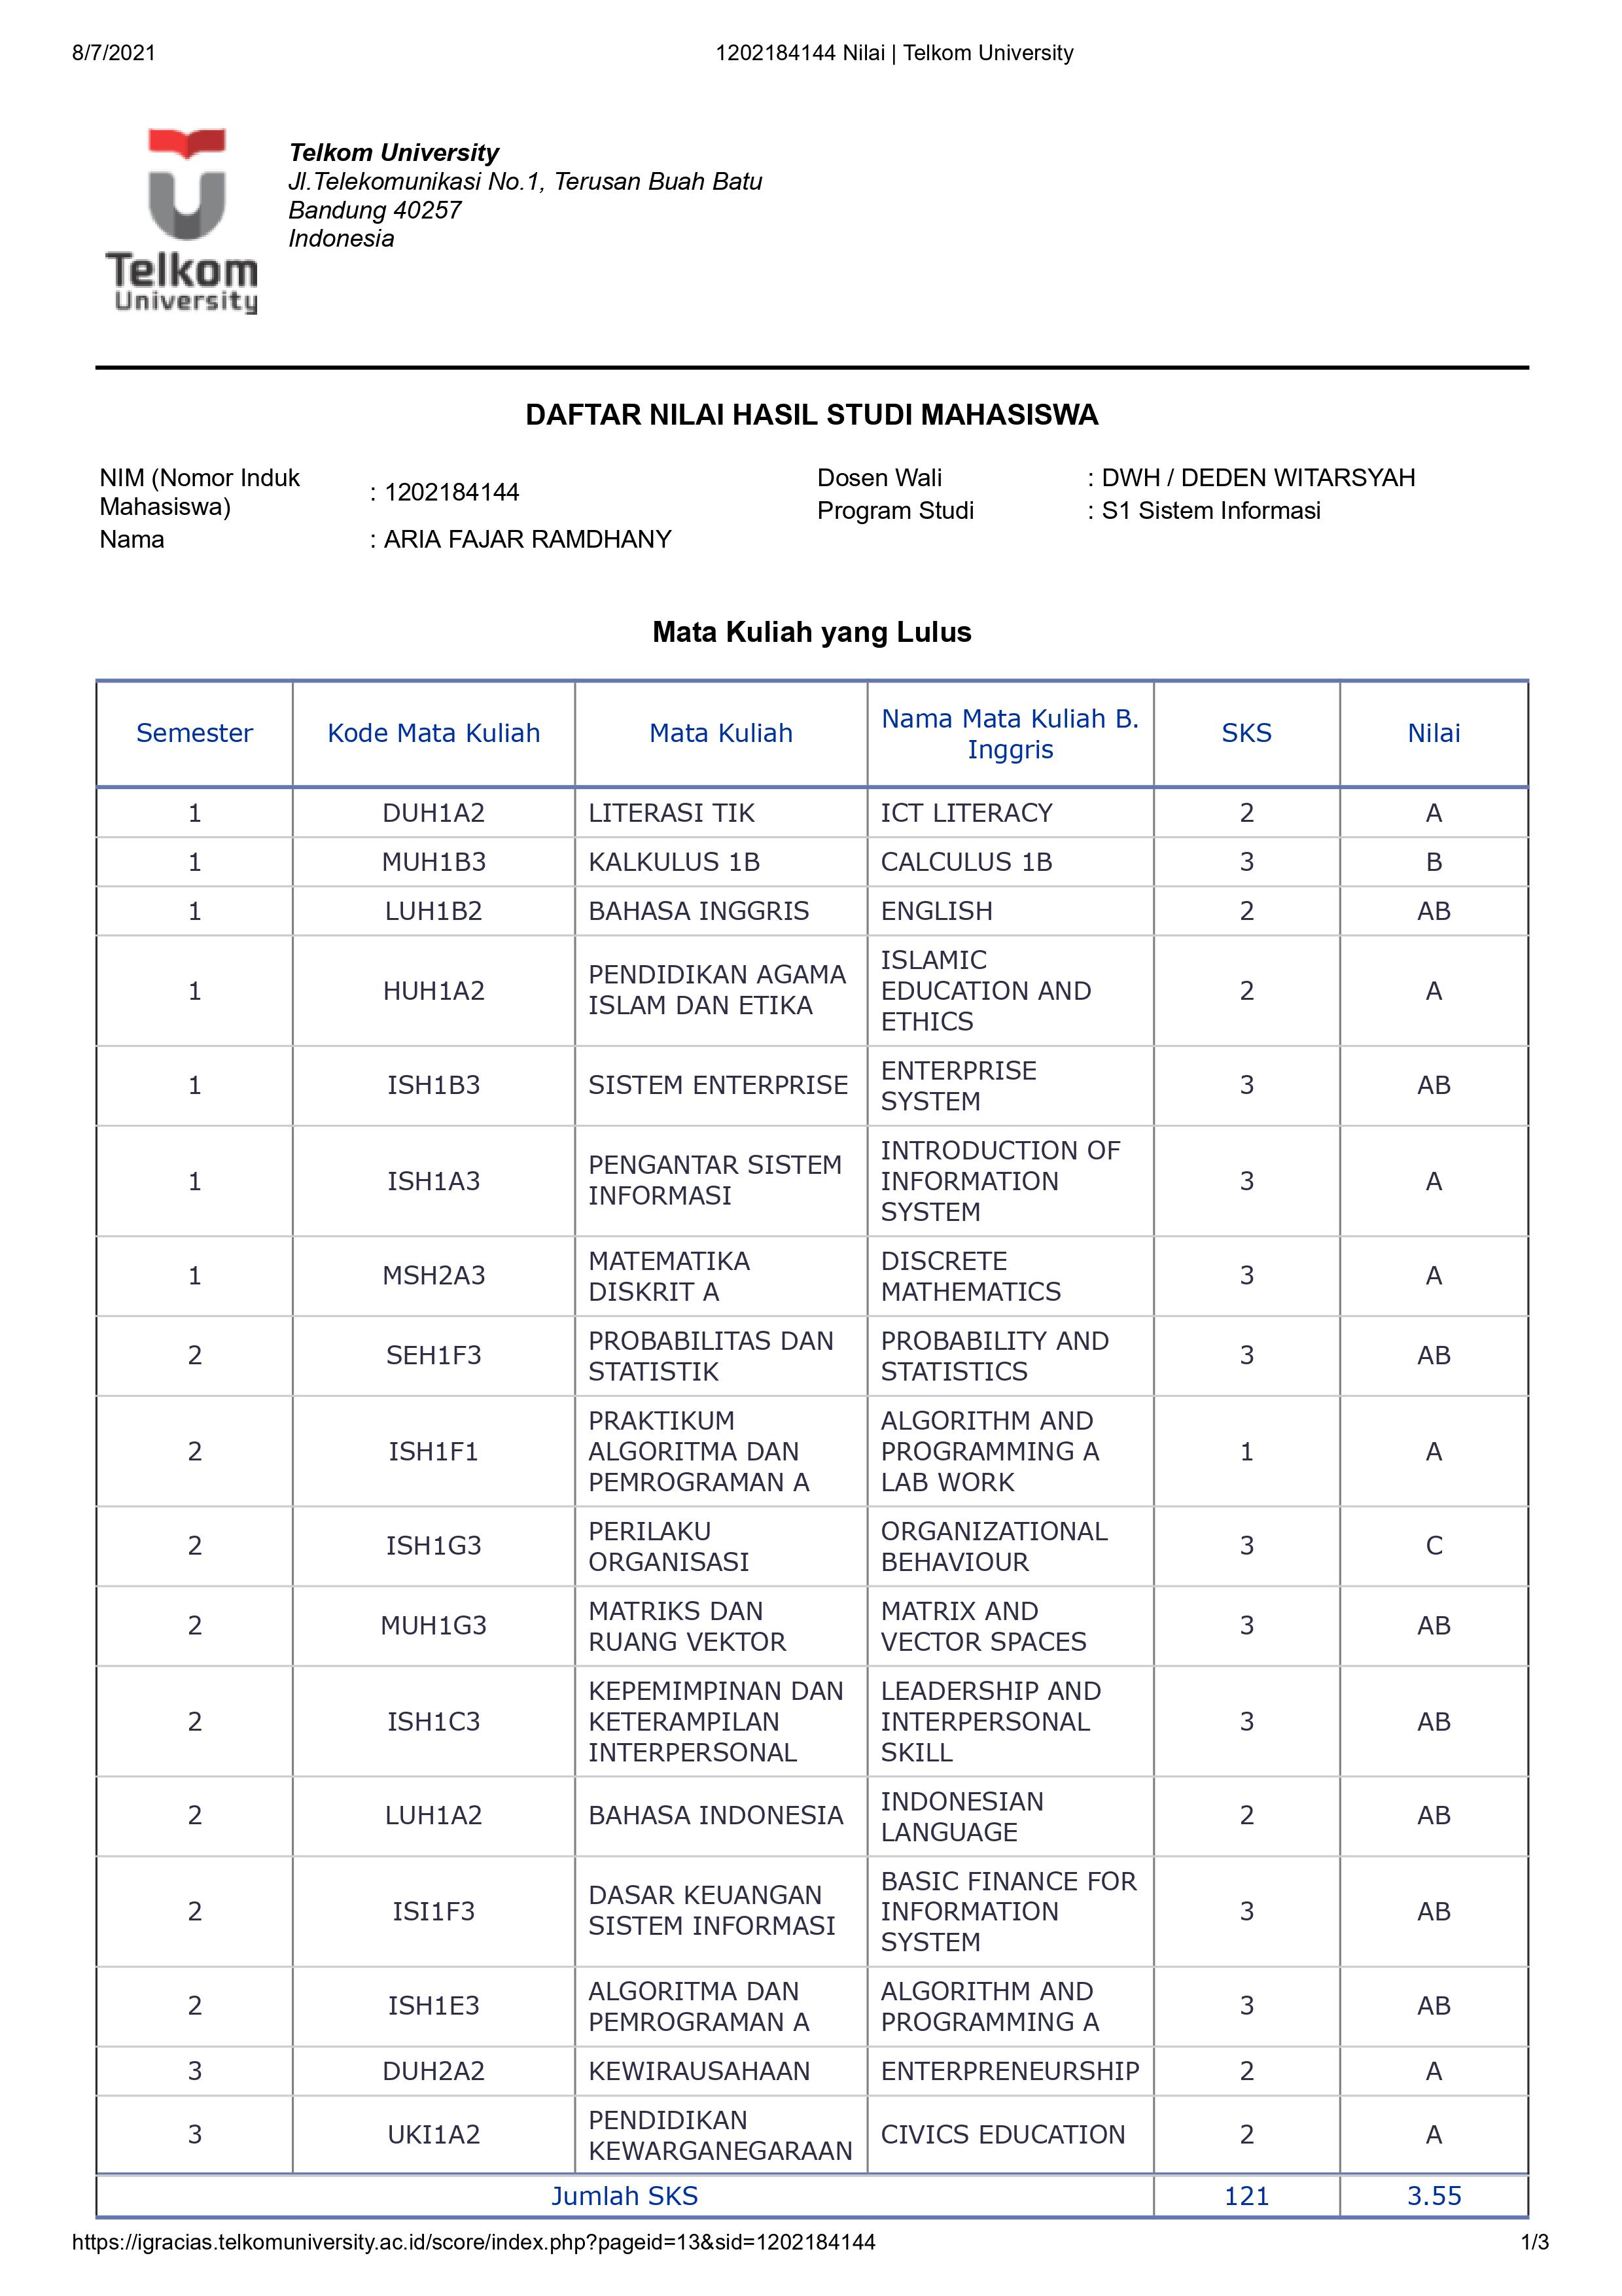 8/7/2021 1202184144 Nilai | Telkom University
Telkom University
Jl.Telekomunikasi No.1, Terusan Buah Batu
Bandung 40257
Indonesia
Telkom
University
DAFTAR NILAI HASIL STUDI MAHASISWA
NIM (Nomor Induk Mahasiswa) : 1202184144
Nama : ARIA FAJAR RAMDHANY
Dosen Wali : DWH / DEDEN WITARSYAH
Program Studi : S1 Sistem Informasi
Mata Kuliah yang Lulus
Semester Kode Mata Kuliah Mata Kuliah Nama Mata Kuliah B. Inggris SKS Nilai
1 DUH1A2 LITERASI TIK ICT LITERACY 2 A
1 MUH1B3 KALKULUS 1B CALCULUS 1B 3 B
1 LUH1B2 BAHASA INGGRIS ENGLISH 2 AB
1 HUH1A2 PENDIDIKAN AGAMA ISLAM DAN ETIKA ISLAMIC EDUCATION AND ETHICS 2 A
1 ISH1B3 SISTEM ENTERPRISE ENTERPRISE SYSTEM 3 AB
1 ISH1A3 PENGANTAR SISTEM INFORMASI INTRODUCTION OF INFORMATION SYSTEM 3 A
1 MSH2A3 MATEMATIKA DISKRIT A DISCRETE MATHEMATICS 3 A
2 SEH1F3 PROBABILITAS DAN STATISTIK PROBABILITY AND STATISTICS 3 AB
2 ISH1F1 PRAKTIKUM ALGORITMA DAN PEMROGRAMAN A ALGORITHM AND PROGRAMMING A LAB WORK 1 A
2 ISH1G3 PERILAKU ORGANISASI ORGANIZATIONAL BEHAVIOUR 3 C
2 MUH1G3 MATRIKS DAN RUANG VEKTOR MATRIX AND VECTOR SPACES 3 AB
2 ISH1C3 KEPEMIMPINAN DAN KETERAMPILAN INTERPERSONAL LEADERSHIP AND INTERPERSONAL SKILL 3 AB
2 LUH1A2 BAHASA INDONESIA INDONESIAN LANGUAGE 2 AB
2 ISI1F3 DASAR KEUANGAN SISTEM INFORMASI BASIC FINANCE FOR INFORMATION SYSTEM 3 AB
2 ISH1E3 ALGORITMA DAN PEMROGRAMAN A ALGORITHM AND PROGRAMMING A 3 AB
3 DUH2A2 KEWIRAUSAHAAN ENTERPRENEURSHIP 2 A
3 UKI1A2 PENDIDIKAN KEWARGANEGARAAN CIVICS EDUCATION 2 A
Jumlah SKS 121 3.55
https://igracias.telkomuniversity.ac.id/score/index.php?pageid=13&sid=1202184144 1/3